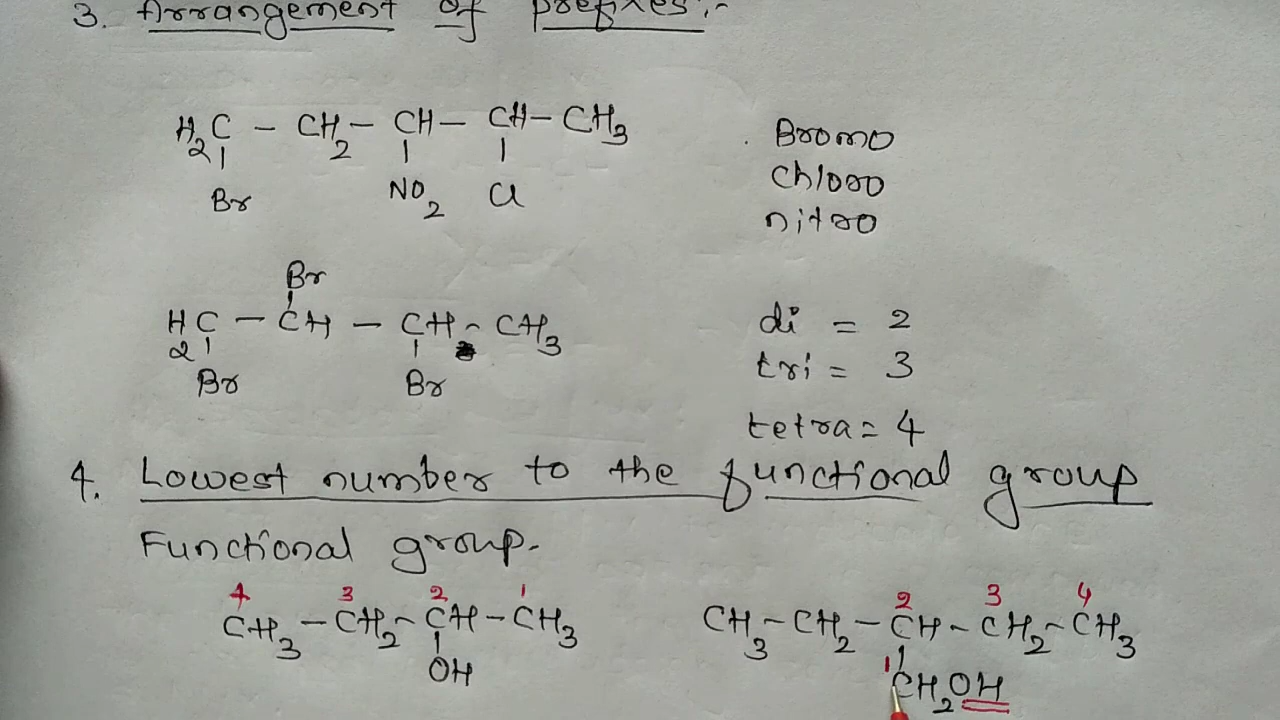 3. Arrangement of prefixes:-
H₂C – CH₂ – CH – CH – CH₃
Br NO₂ Cl
Bromo
Chloro
nitro
Br
H₂C – CH – CH – CH₃
Br Br
di = 2
tri = 3
tetra = 4
4. Lowest number to the functional group
Functional group.
4 3 2 1
CH₃ – CH₂ – CH – CH₃
OH
2 3 4
CH₃ – CH₂ – CH – CH₂ – CH₃
1
CH₂OH